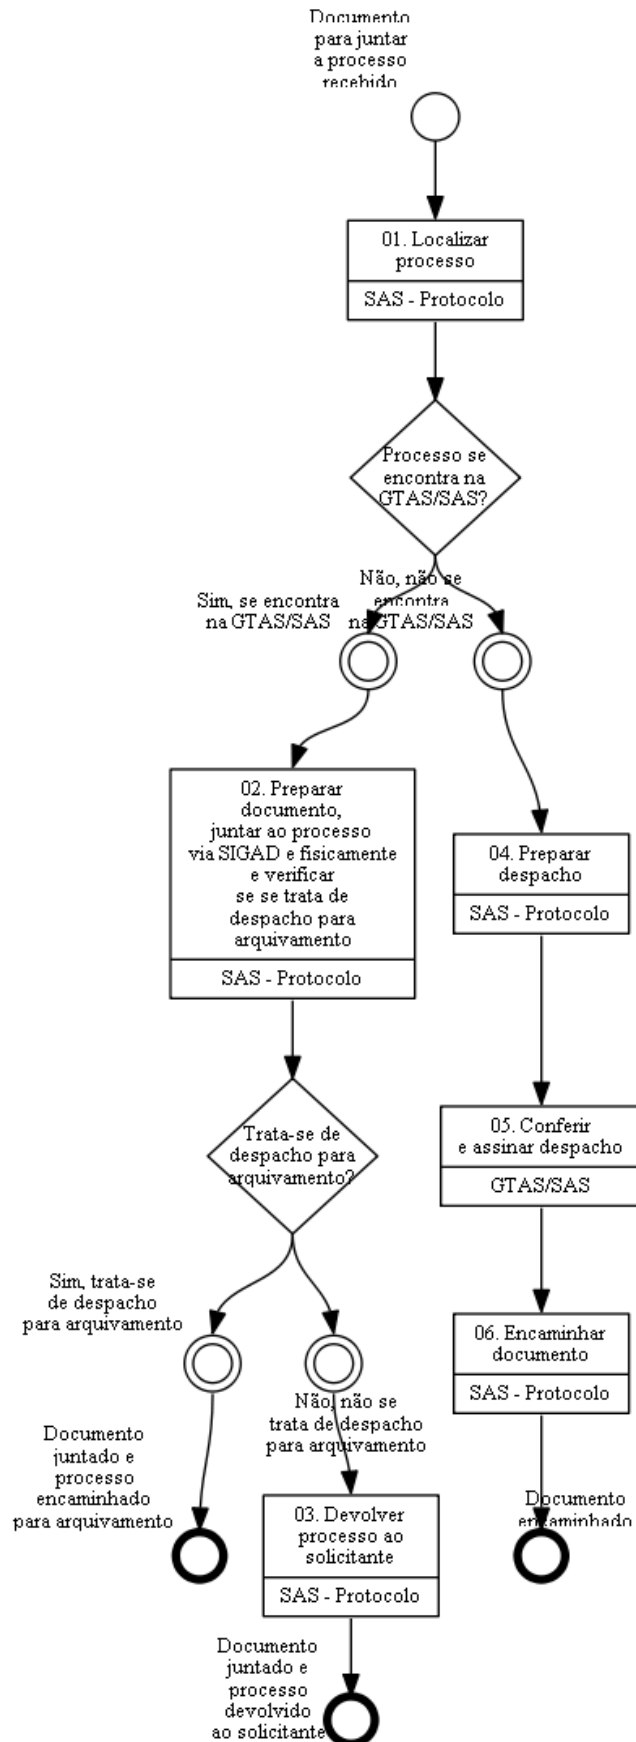 Documento
para juntar
a processo
recebido
01. Localizar
processo
SAS - Protocolo
Processo se
encontra na
GTAS/SAS?
Sim, se encontra
na GTAS/SAS
Não, não se
encontra
na GTAS/SAS
02. Preparar
documento,
juntar ao processo
via SIGAD e fisicamente
e verificar
se se trata de
despacho para
arquivamento
SAS - Protocolo
04. Preparar
despacho
SAS - Protocolo
Trata-se de
despacho para
arquivamento?
05. Conferir
e assinar despacho
GTAS/SAS
Sim, trata-se
de despacho
para arquivamento
Não, não se
trata de despacho
para arquivamento
06. Encaminhar
documento
SAS - Protocolo
Documento
juntado e
processo
encaminhado
para arquivamento
03. Devolver
processo ao
solicitante
SAS - Protocolo
Documento
encaminhado
Documento
juntado e
processo
devolvido
ao solicitante